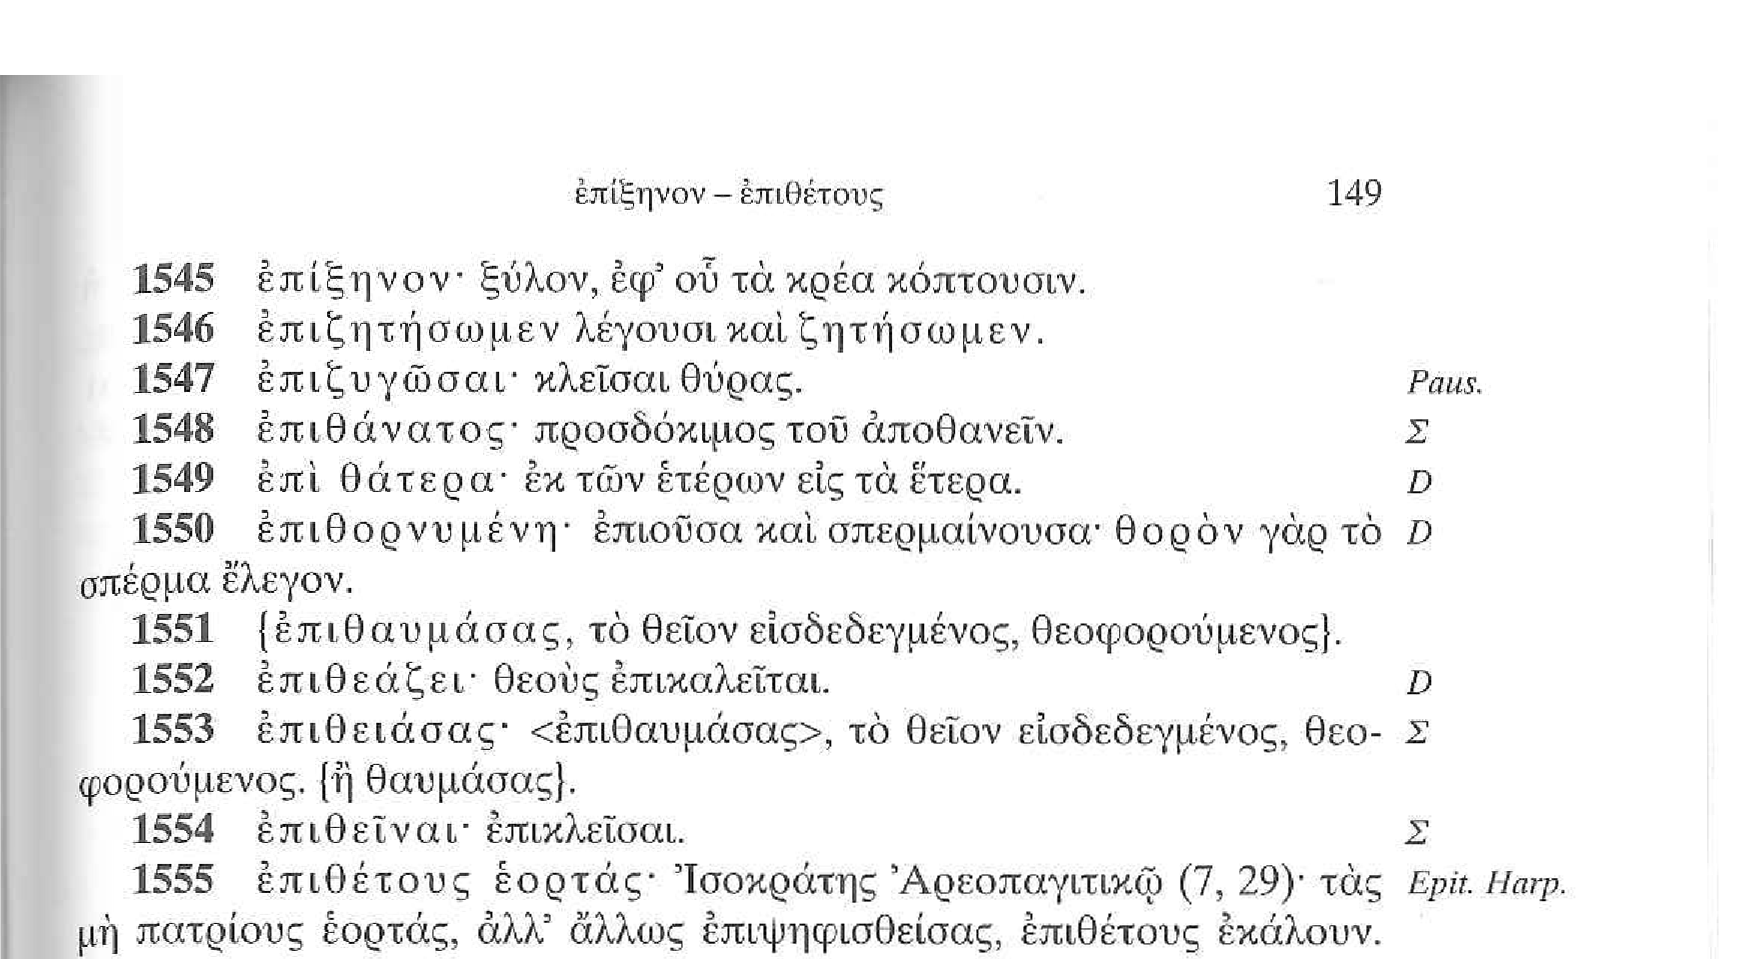 ἐπίξηνον – ἐπιθέτους 149
1545 ἐπίξηνον· ξύλον, ἐφ’ οὗ τὰ κρέα κόπτουσιν.
1546 ἐπιζητήσωμεν λέγουσι καὶ ζητήσωμεν.
1547 ἐπιζυγῶσαι· κλεῖσαι θύρας. Paus.
1548 ἐπιθάνατος· προσδόκιμος τοῦ ἀποθανεῖν. Σ
1549 ἐπὶ θάτερα· ἐκ τῶν ἑτέρων εἰς τὰ ἕτερα. D
1550 ἐπιθορνυμένη· ἐπιοῦσα καὶ σπερμαίνουσα· θορὸν γὰρ τὸ D
σπέρμα ἔλεγον.
1551 {ἐπιθαυμάσας, τὸ θεῖον εἰσδεδεγμένος, θεοφορούμενος}.
1552 ἐπιθεάζει· θεοὺς ἐπικαλεῖται. D
1553 ἐπιθειάσας· <ἐπιθαυμάσας>, τὸ θεῖον εἰσδεδεγμένος, θεο- Σ
φορούμενος. {ἢ θαυμάσας}.
1554 ἐπιθεῖναι· ἐπικλεῖσαι. Σ
1555 ἐπιθέτους ἑορτάς· Ἰσοκράτης Ἀρεοπαγιτικῷ (7, 29)· τὰς Epit. Harp.
μὴ πατρίους ἑορτάς, ἀλλ’ ἄλλως ἐπιψηφισθείσας, ἐπιθέτους ἐκάλουν.